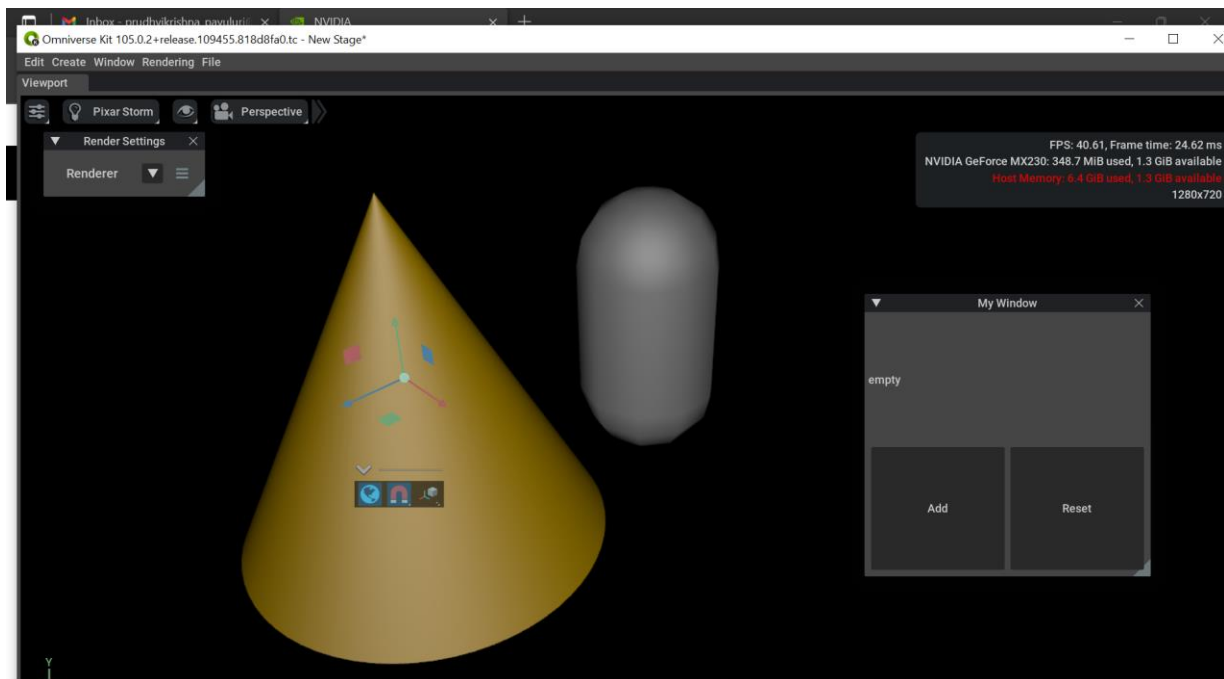 Inbox - prudhvikrishna_pavuluri@
NVIDIA
Omniverse Kit 105.0.2+release.109455.818d8fa0.tc - New Stage*
Edit Create Window Rendering File
Viewport
Pixar Storm
Perspective
Render Settings
Renderer
FPS: 40.61, Frame time: 24.62 ms
NVIDIA GeForce MX230: 348.7 MiB used, 1.3 GiB available
Host Memory: 6.4 GiB used, 1.3 GiB available
1280x720
My Window
empty
Add
Reset
Y